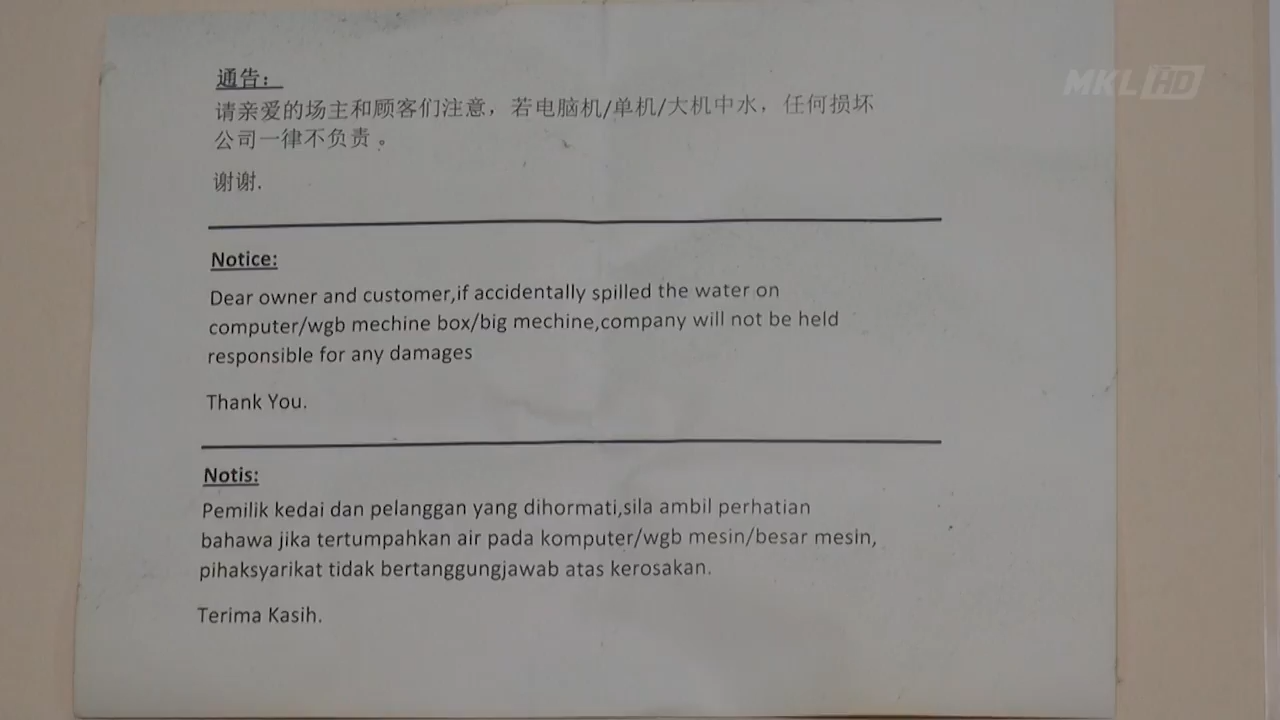 通告：
请亲爱的场主和顾客们注意，若电脑机/单机/大机中水，任何损坏
公司一律不负责。
谢谢.
Notice:
Dear owner and customer,if accidentally spilled the water on
computer/wgb mechine box/big mechine,company will not be held
responsible for any damages
Thank You.
Notis:
Pemilik kedai dan pelanggan yang dihormati,sila ambil perhatian
bahawa jika tertumpahkan air pada komputer/wgb mesin/besar mesin,
pihaksyarikat tidak bertanggungjawab atas kerosakan.
Terima Kasih.
MKL HD